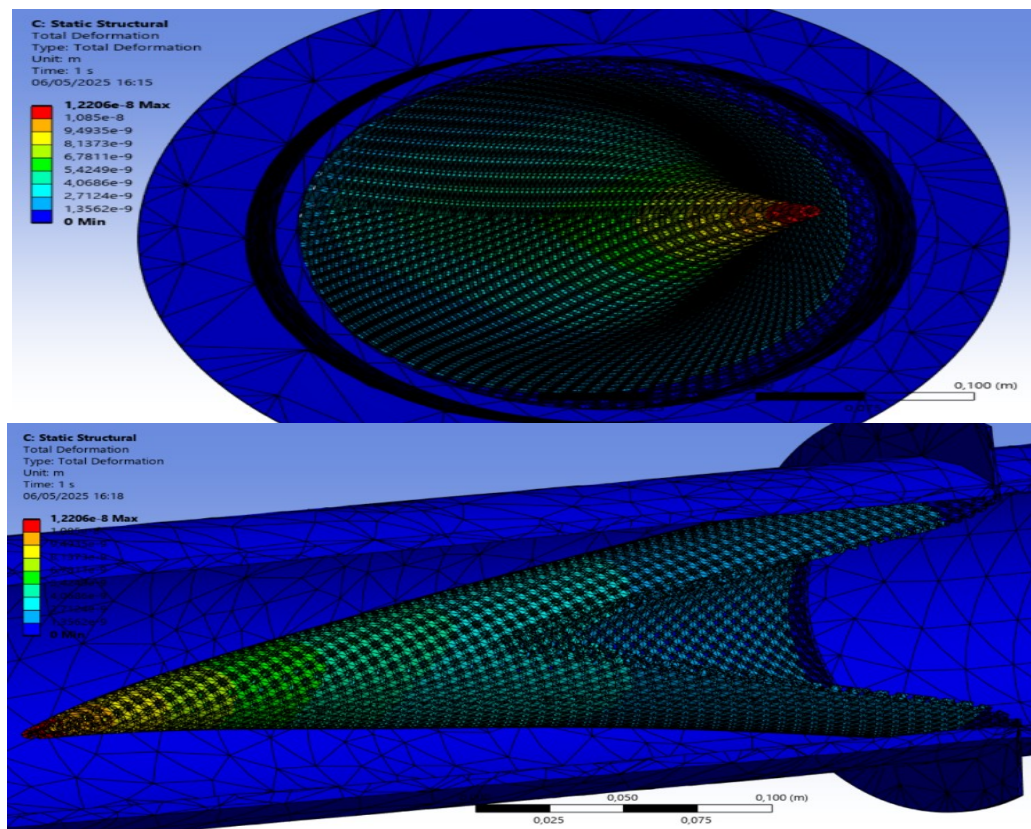 C: Static Structural
Total Deformation
Type: Total Deformation
Unit: m
Time: 1 s
06/05/2025 16:15
1,2206e-8 Max
1,085e-8
9,4935e-9
8,1373e-9
6,7811e-9
5,4249e-9
4,0686e-9
2,7124e-9
1,3562e-9
0 Min
0,100 (m)
C: Static Structural
Total Deformation
Type: Total Deformation
Unit: m
Time: 1 s
06/05/2025 16:18
1,2206e-8 Max
0 Min
0,050
0,100 (m)
0,025
0,075